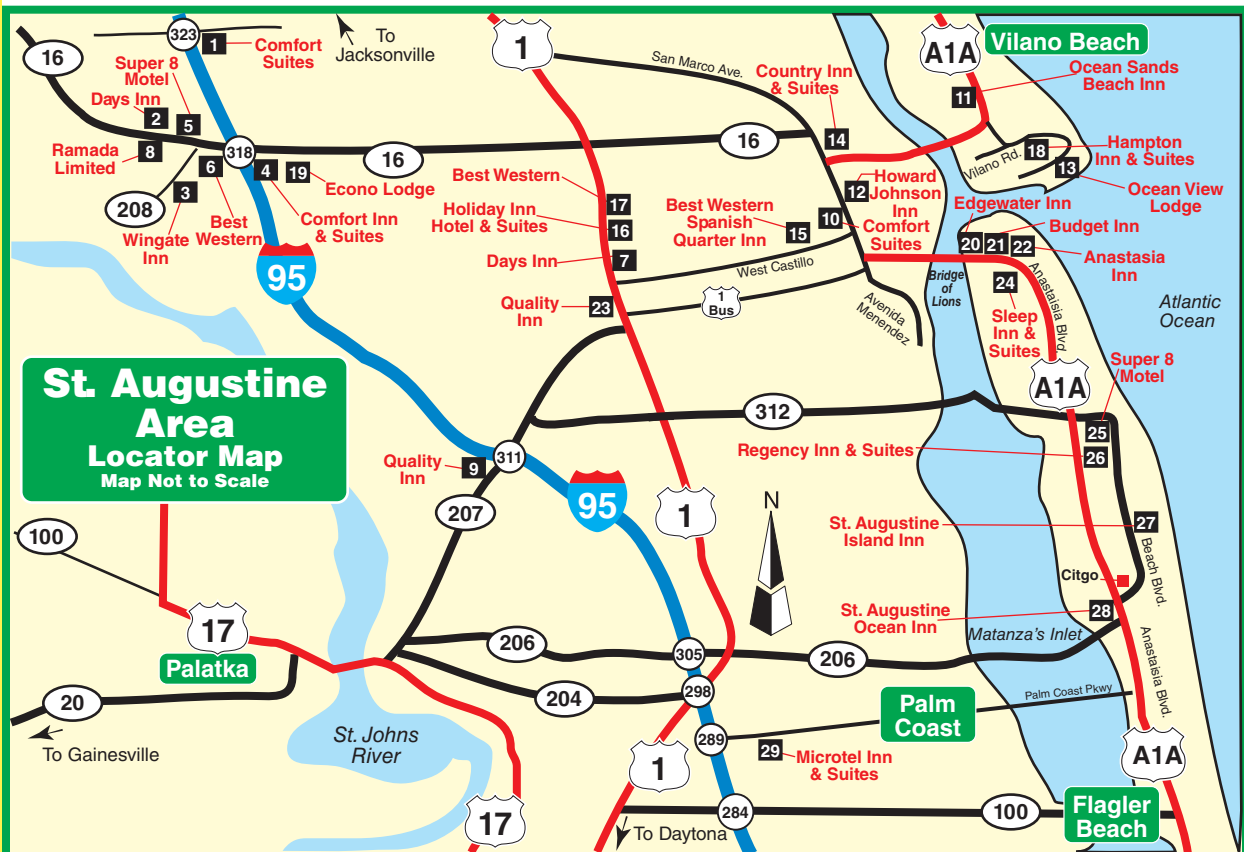 323
1
Comfort
Suites
To
Jacksonville
1
A1A
Vilano Beach
16
Super 8
Motel
Days Inn
2
5
San Marco Ave.
Country Inn
& Suites
14
Ocean Sands
Beach Inn
11
Ramada
Limited
8
318
16
16
6
4
19
Econo Lodge
3
208
Wingate
Inn
Best
Western
Comfort Inn
& Suites
Vilano Rd.
18
Hampton
Inn & Suites
13
Ocean View
Lodge
12
Howard
Johnson
Inn
10
Comfort
Suites
Best Western
17
Holiday Inn
Hotel & Suites
16
Days Inn
7
Best Western
Spanish
Quarter Inn
15
West Castillo
Edgewater Inn
20
21
22
Budget Inn
Anastasia
Inn
95
Quality
Inn
23
1
Bus
Avenida
Menendez
Bridge
of
Lions
24
Sleep
Inn &
Suites
Anastaisia Blvd
Atlantic
Ocean
St. Augustine
Area
Locator Map
Map Not to Scale
A1A
Super 8
Motel
312
25
Regency Inn & Suites
26
Quality
Inn
9
311
95
207
1
N
St. Augustine
Island Inn
27
Beach Blvd.
100
Citgo
St. Augustine
Ocean Inn
28
17
Palatka
206
305
206
Matanza's Inlet
Anastaisia Blvd.
20
204
298
Palm Coast Pkwy
Palm
Coast
To Gainesville
St. Johns
River
289
29
Microtel Inn
& Suites
1
A1A
17
284
100
Flagler
Beach
To Daytona